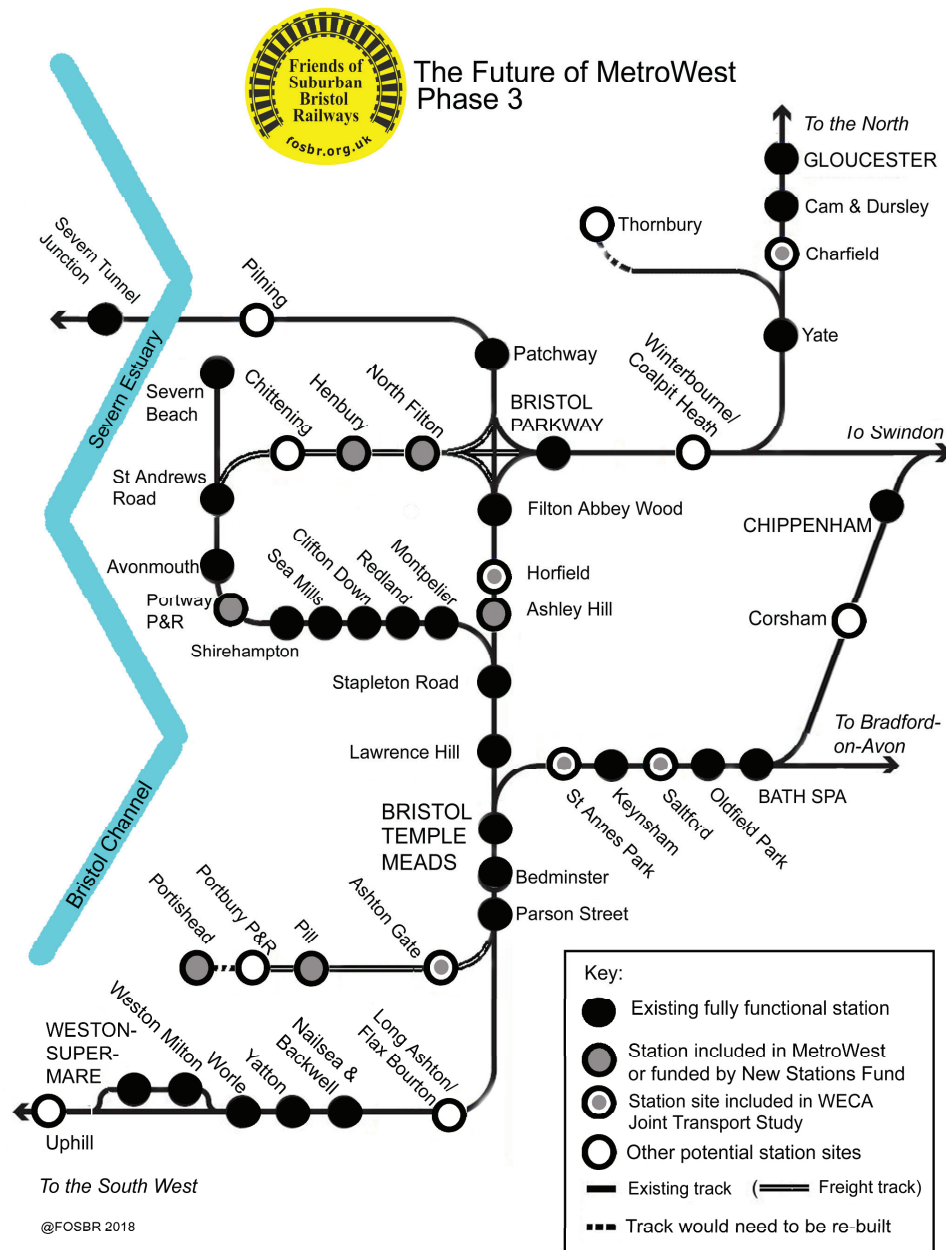 Friends of
Suburban
Bristol
Railways
fosbr.org.uk
The Future of MetroWest
Phase 3
To the North
GLOUCESTER
Cam & Dursley
Charfield
Thornbury
Yate
Severn Tunnel
Junction
Pilning
Patchway
Winterbourne/
Coalpit Heath
Severn Estuary
Severn
Beach
Chittening
Henbury
North Filton
BRISTOL
PARKWAY
To Swindon
St Andrews
Road
Filton Abbey Wood
CHIPPENHAM
Avonmouth
Sea Mills
Clifton Down
Redland
Montpelier
Horfield
Portway
P&R
Ashley Hill
Corsham
Shirehampton
Stapleton Road
To Bradford-
on-Avon
Lawrence Hill
St Annes Park
Keynsham
Saltford
Oldfield Park
BATH SPA
BRISTOL
TEMPLE
MEADS
Bristol Channel
Bedminster
Parson Street
Portishead
Portbury P&R
Pill
Ashton Gate
WESTON-
SUPER-
MARE
Weston Milton
Worle
Yatton
Nailsea &
Backwell
Long Ashton/
Flax Bourton
Uphill
To the South West
@FOSBR 2018
Key:
Existing fully functional station
Station included in MetroWest
or funded by New Stations Fund
Station site included in WECA
Joint Transport Study
Other potential station sites
Existing track
( Freight track)
Track would need to be re-built